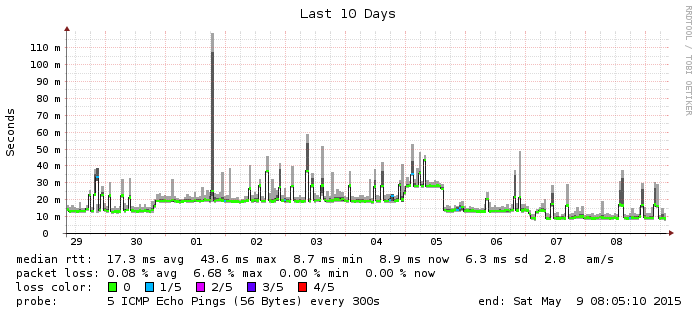 Last 10 Days
RRDTOOL / TOBI OETIKER
Seconds
110 m
100 m
90 m
80 m
70 m
60 m
50 m
40 m
30 m
20 m
10 m
0
29 30 01 02 03 04 05 06 07 08
median rtt: 17.3 ms avg 43.6 ms max 8.7 ms min 8.9 ms now 6.3 ms sd 2.8 am/s
packet loss: 0.08 % avg 6.68 % max 0.00 % min 0.00 % now
loss color: 0 1/5 2/5 3/5 4/5
probe: 5 ICMP Echo Pings (56 Bytes) every 300s end: Sat May 9 08:05:10 2015